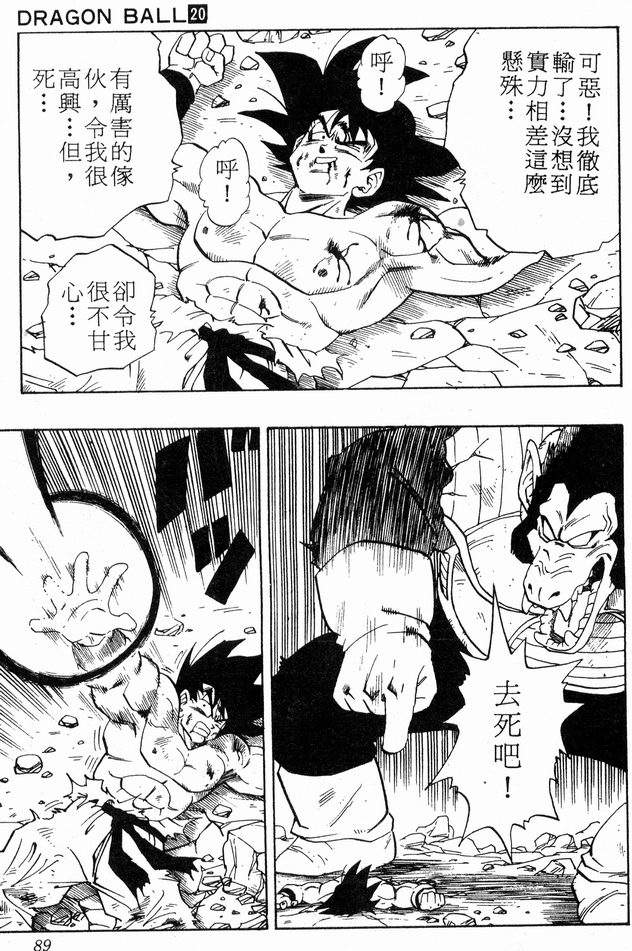 DRAGON BALL 20
可惡！我徹底
輸了…沒想到
實力相差這麼
懸殊…
呼！
呼！
有厲害的傢
伙，令我很
高興…但，
死…
卻令我
很不甘
心…
去死吧！
89